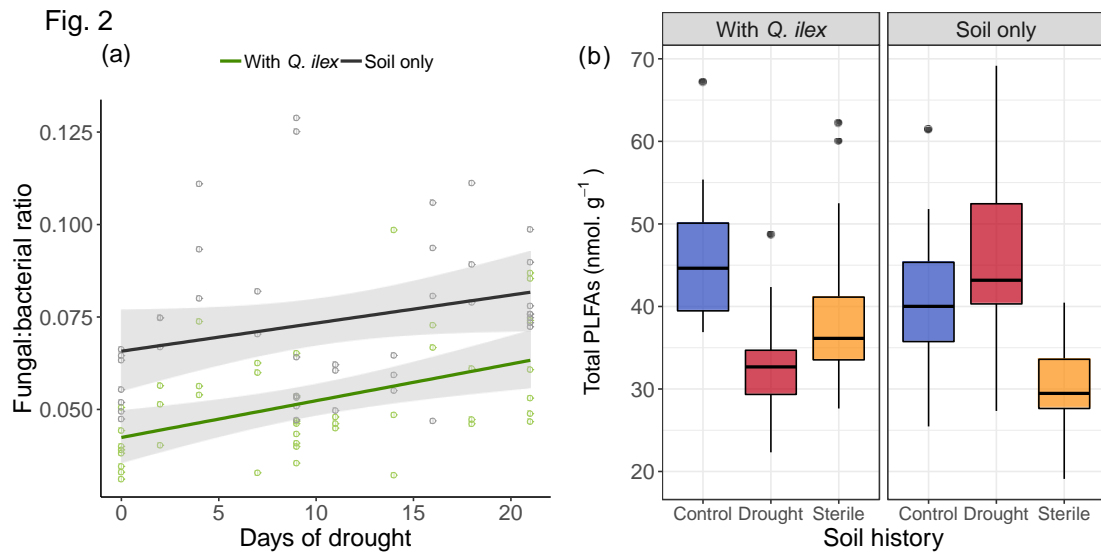 Fig. 2
(a)
With Q. ilex Soil only
Fungal:bacterial ratio
0.125
0.100
0.075
0.050
0 5 10 15 20
Days of drought
(b)
With Q. ilex Soil only
Total PLFAs (nmol. g⁻¹)
70
60
50
40
30
20
Control Drought Sterile Control Drought Sterile
Soil history